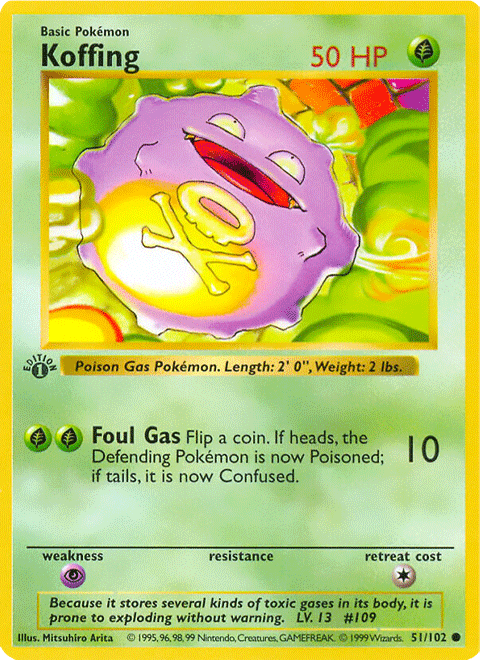 Basic Pokémon
Koffing
50 HP
EDITION
1
Poison Gas Pokémon. Length: 2' 0", Weight: 2 lbs.
Foul Gas Flip a coin. If heads, the
Defending Pokémon is now Poisoned;
if tails, it is now Confused.
10
weakness
resistance
retreat cost
Because it stores several kinds of toxic gases in its body, it is
prone to exploding without warning. LV. 13 #109
Illus. Mitsuhiro Arita
© 1995, 96, 98, 99 Nintendo, Creatures, GAMEFREAK. © 1999 Wizards.
51/102